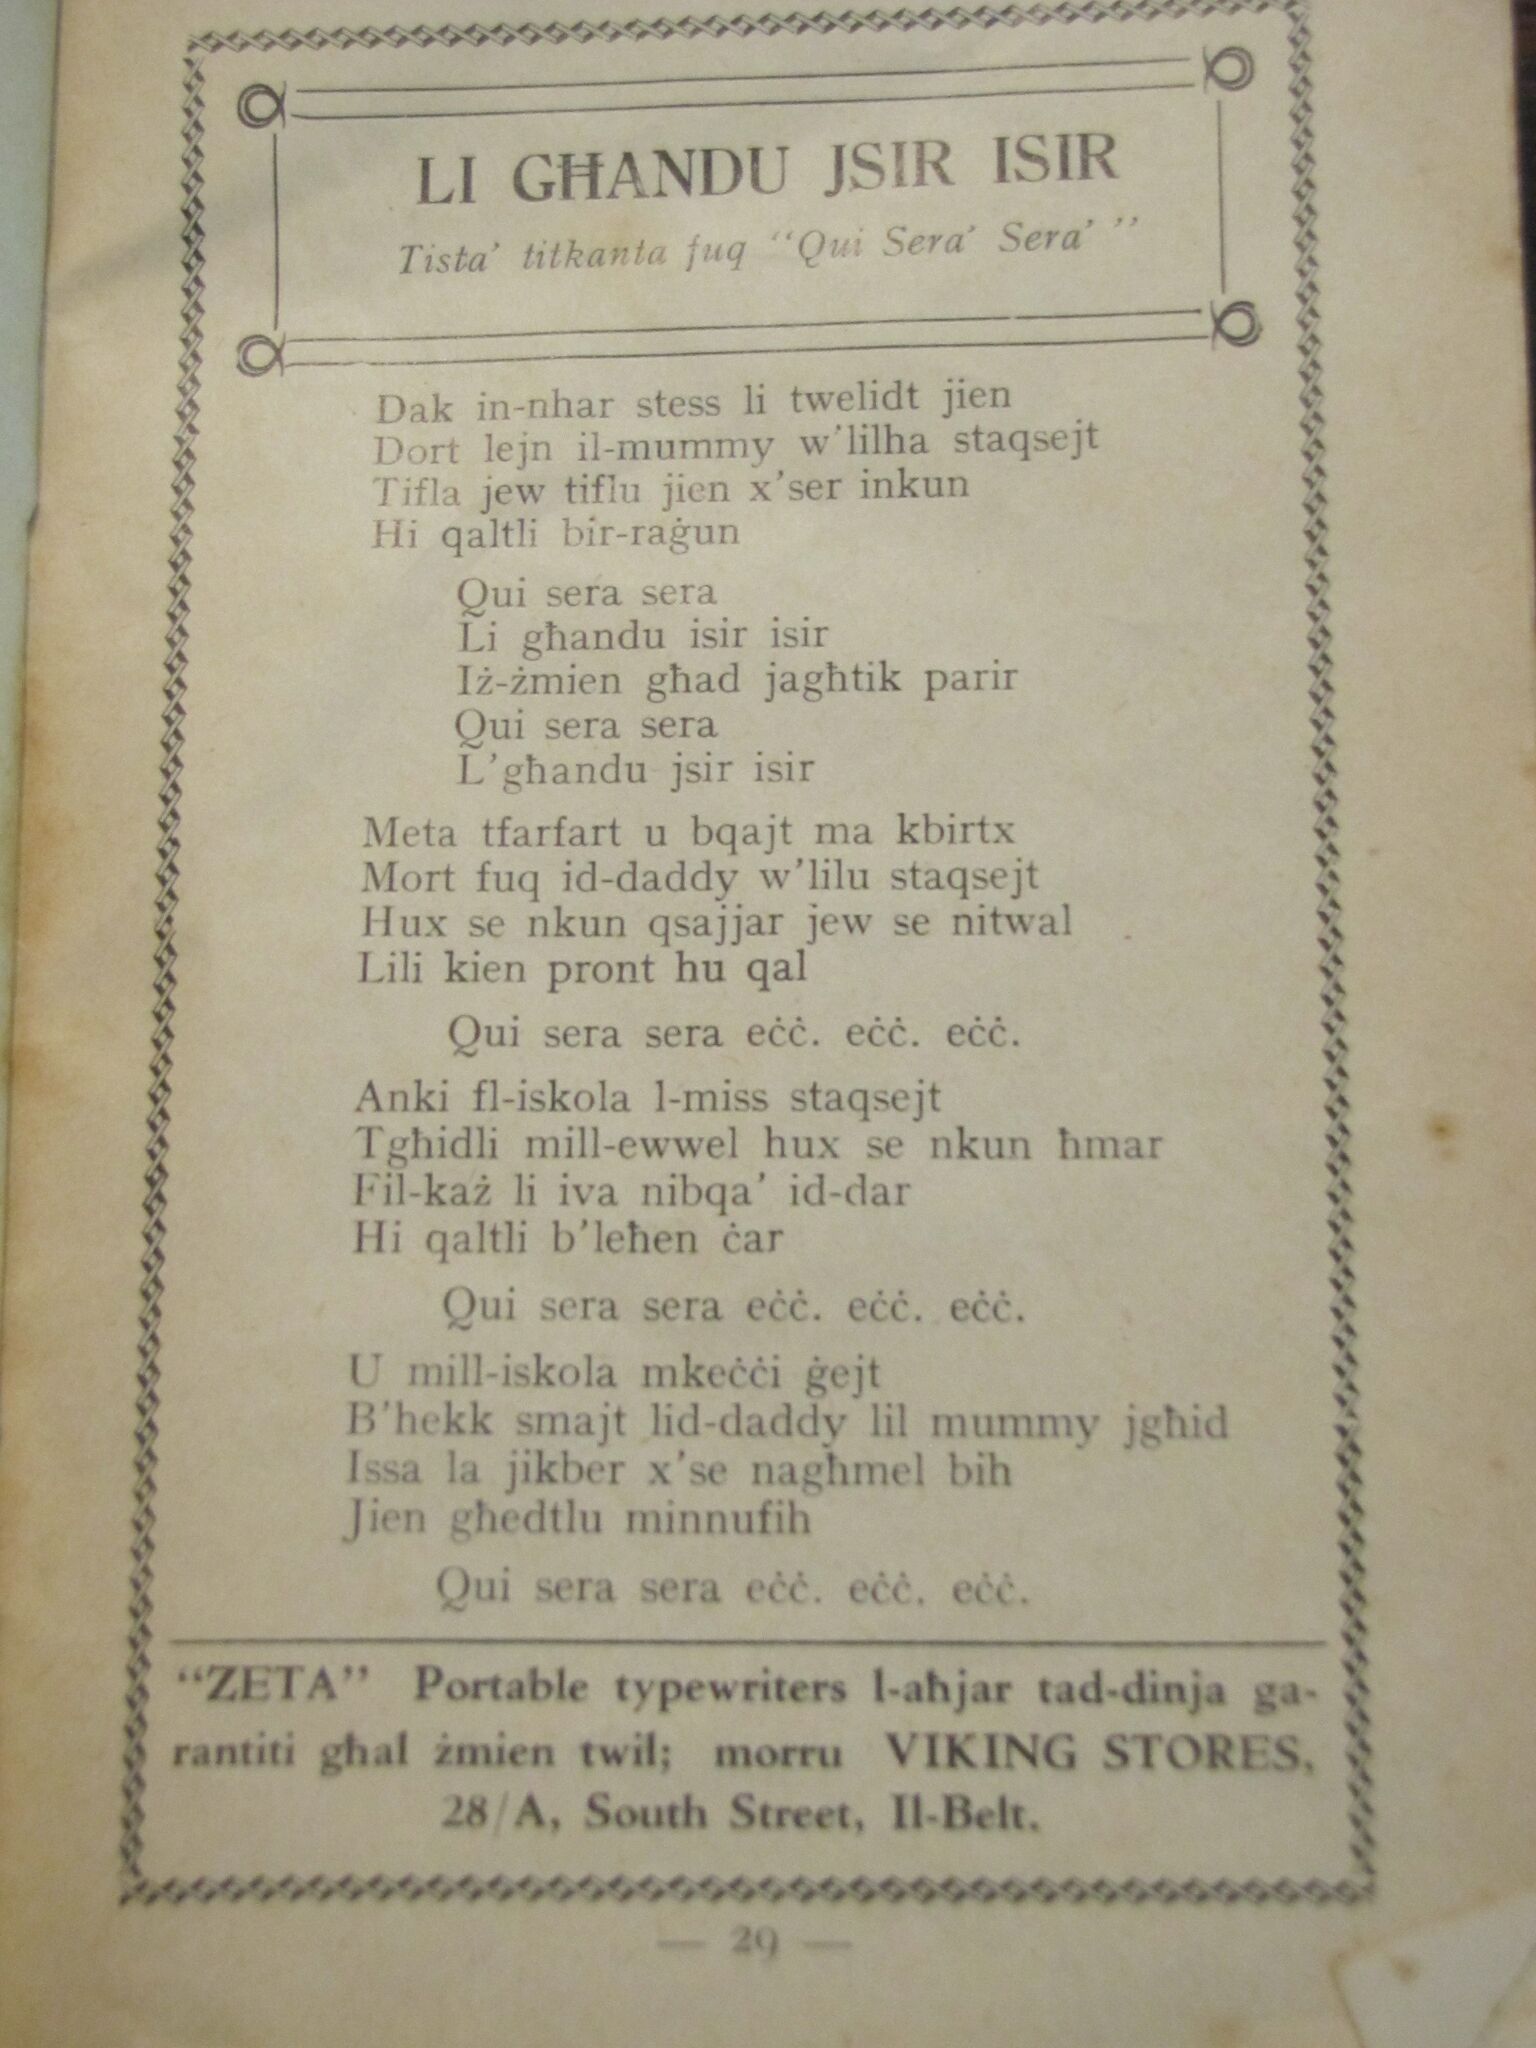 LI GĦANDU JSIR ISIR
Tista' titkanta fuq "Qui Sera' Sera' "
Dak in-nhar stess li twelidt jien
Dort lejn il-mummy w'lilha staqsejt
Tifla jew tiflu jien x'ser inkun
Hi qaltli bir-raġun
Qui sera sera
Li għandu isir isir
Iż-żmien għad jagħtik parir
Qui sera sera
L'għandu jsir isir
Meta tfarfart u bqajt ma kbirtx
Mort fuq id-daddy w'lilu staqsejt
Hux se nkun qsajjar jew se nitwal
Lili kien pront hu qal
Qui sera sera eċċ. eċċ. eċċ.
Anki fl-iskola l-miss staqsejt
Tgħidli mill-ewwel hux se nkun ħmar
Fil-każ li iva nibqa' id-dar
Hi qaltli b'leħen ċar
Qui sera sera eċċ. eċċ. eċċ.
U mill-iskola mkeċċi ġejt
B'hekk smajt lid-daddy lil mummy jgħid
Issa la jikber x'se nagħmel bih
Jien għedtlu minnufih
Qui sera sera eċċ. eċċ. eċċ.
"ZETA" Portable typewriters l-aħjar tad-dinja ga-
rantiti għal żmien twil; morru VIKING STORES,
28/A, South Street, Il-Belt.
— 29 —